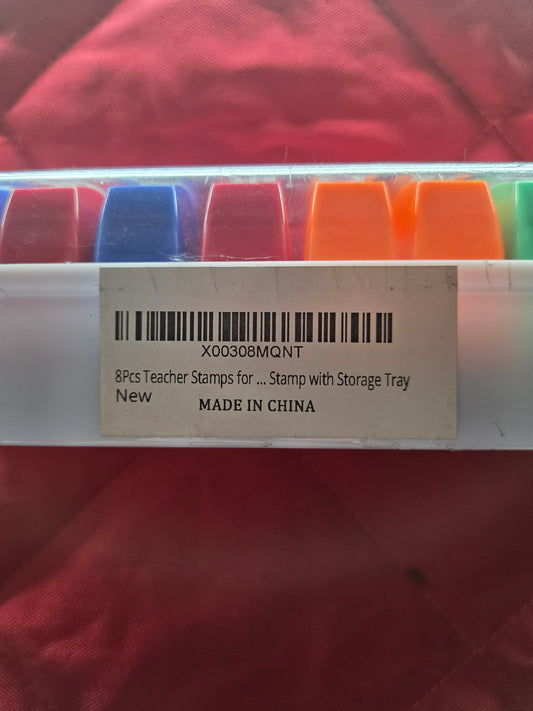 X00308MQNT
8Pcs Teacher Stamps for ... Stamp with Storage Tray
New
MADE IN CHINA